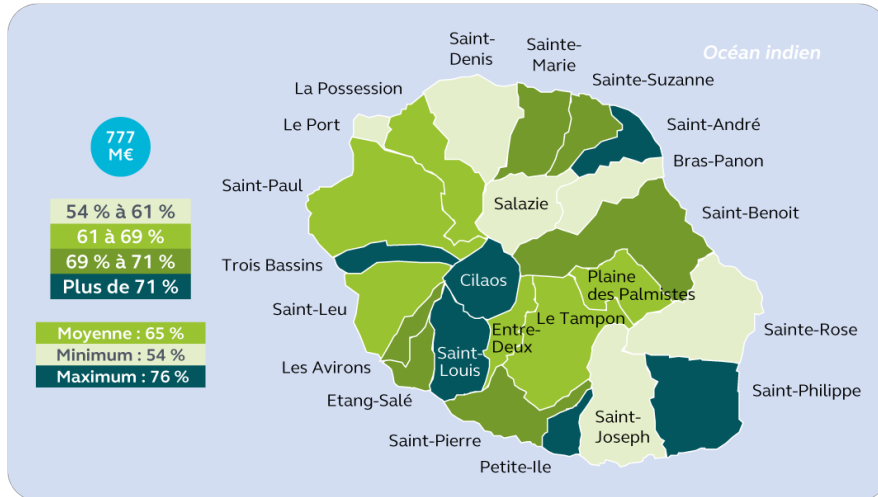 Saint-
Denis
Sainte-
Marie
Océan indien
Sainte-Suzanne
La Possession
Le Port
Saint-André
777
M€
Bras-Panon
Saint-Paul
Salazie
Saint-Benoit
54 % à 61 %
61 à 69 %
69 % à 71 %
Plus de 71 %
Trois Bassins
Cilaos
Plaine
des Palmistes
Saint-Leu
Le Tampon
Entre-
Deux
Sainte-Rose
Moyenne : 65 %
Minimum : 54 %
Maximum : 76 %
Saint-
Louis
Les Avirons
Saint-Philippe
Etang-Salé
Saint-
Joseph
Saint-Pierre
Petite-Ile